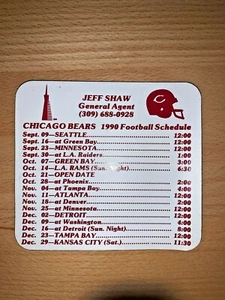 JEFF SHAW
General Agent
(309) 688-0928
CHICAGO BEARS 1990 Football Schedule
Sept. 09—SEATTLE 12:00
Sept. 16—at Green Bay 12:00
Sept. 23—MINNESOTA 12:00
Sept. 30—at L.A. Raiders 1:00
Oct. 07—GREEN BAY 3:00
Oct. 14—L.A. RAMS (Sun. Night) 6:30
Oct. 21—OPEN DATE
Oct. 28—at Phoenix 2:00
Nov. 04—at Tampa Bay 4:00
Nov. 11—ATLANTA 12:00
Nov. 18—at Denver 2:00
Nov. 25—at Minnesota 12:00
Dec. 02—DETROIT 12:00
Dec. 09—at Washington 4:00
Dec. 16—at Detroit (Sun. Night) 8:00
Dec. 23—TAMPA BAY 12:00
Dec. 29—KANSAS CITY (Sat.) 11:30